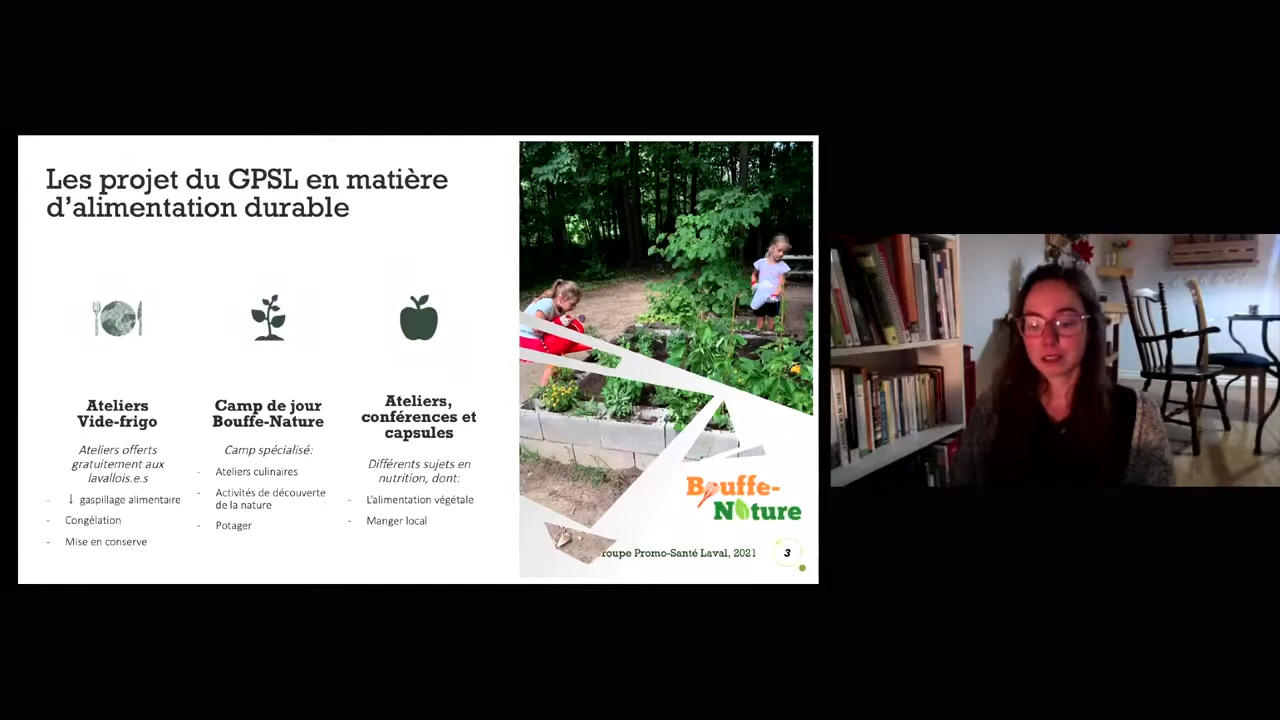 Les projet du GPSL en matière
d'alimentation durable
Ateliers
Vide-frigo
Ateliers offerts
gratuitement aux
lavallois.e.s
- ↓ gaspillage alimentaire
- Congélation
- Mise en conserve
Camp de jour
Bouffe-Nature
Camp spécialisé:
- Ateliers culinaires
- Activités de découverte
de la nature
- Potager
Ateliers,
conférences et
capsules
Différents sujets en
nutrition, dont:
- L'alimentation végétale
- Manger local
Bouffe-
Nature
roupe Promo-Santé Laval, 2021
3